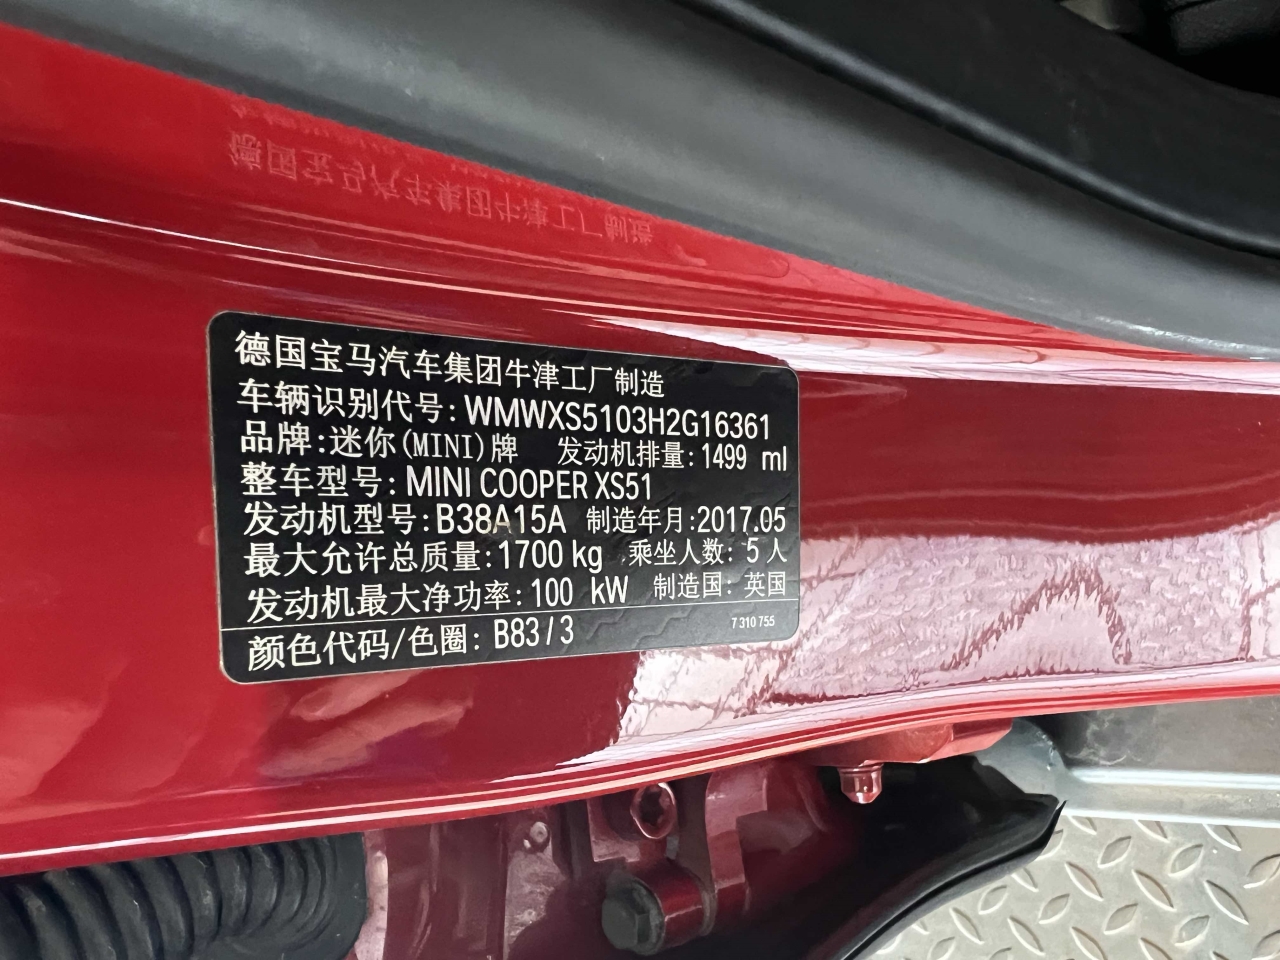 德国宝马汽车集团牛津工厂制造
车辆识别代号: WMWXS5103H2G16361
品牌: 迷你(MINI)牌 发动机排量: 1499 ml
整车型号: MINI COOPER XS51
发动机型号: B38A15A 制造年月: 2017.05
最大允许总质量: 1700 kg 乘坐人数: 5 人
发动机最大净功率: 100 kW 制造国: 英国
颜色代码/色圈: B83 / 3 7 310 755